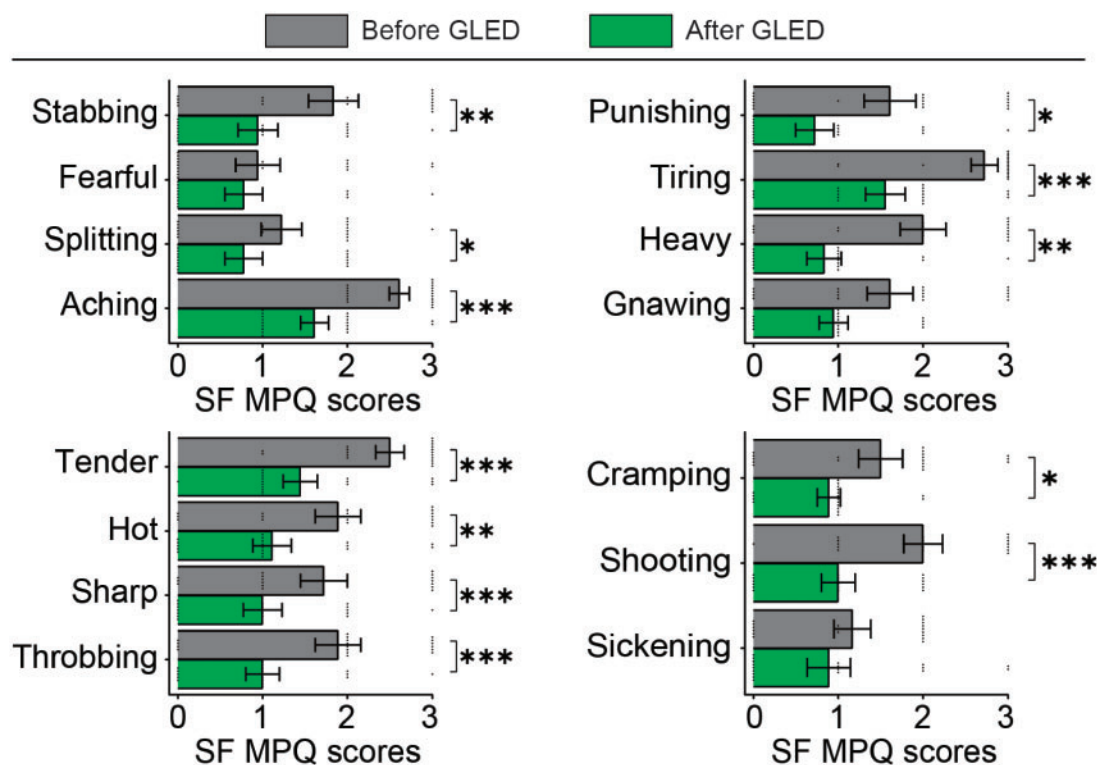 Before GLED After GLED
Stabbing **
Fearful
Splitting *
Aching ***
0 1 2 3
SF MPQ scores
Punishing *
Tiring ***
Heavy **
Gnawing
0 1 2 3
SF MPQ scores
Tender ***
Hot **
Sharp ***
Throbbing ***
0 1 2 3
SF MPQ scores
Cramping *
Shooting ***
Sickening
0 1 2 3
SF MPQ scores